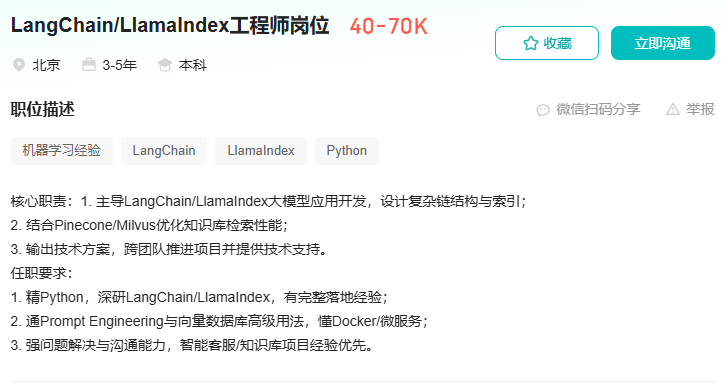 LangChain/LlamaIndex工程师岗位 40-70K
收藏 立即沟通
北京 3-5年 本科
职位描述 微信扫码分享 举报
机器学习经验 LangChain LlamaIndex Python
核心职责：1. 主导LangChain/LlamaIndex大模型应用开发，设计复杂链结构与索引；
2. 结合Pinecone/Milvus优化知识库检索性能；
3. 输出技术方案，跨团队推进项目并提供技术支持。
任职要求：
1. 精Python，深研LangChain/LlamaIndex，有完整落地经验；
2. 通Prompt Engineering与向量数据库高级用法，懂Docker/微服务；
3. 强问题解决与沟通能力，智能客服/知识库项目经验优先。